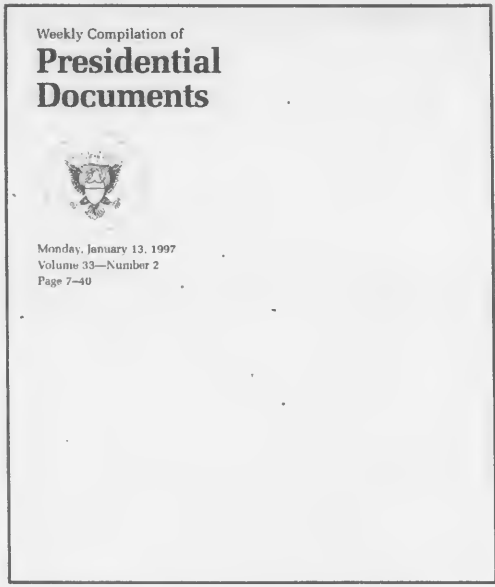 Weekly Compilation of
Presidential
Documents
Monday, January 13, 1997
Volume 33—Number 2
Page 7–40